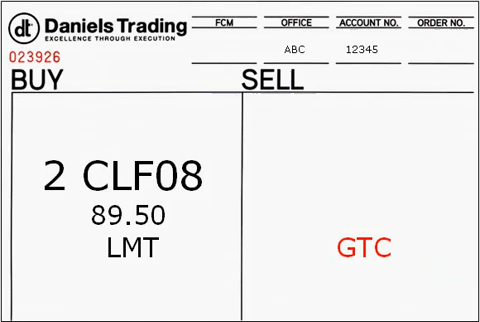 dt Daniels Trading
EXCELLENCE THROUGH EXECUTION
FCM OFFICE ACCOUNT NO. ORDER NO.
ABC 12345
023926
BUY SELL
2 CLF08
89.50
LMT GTC